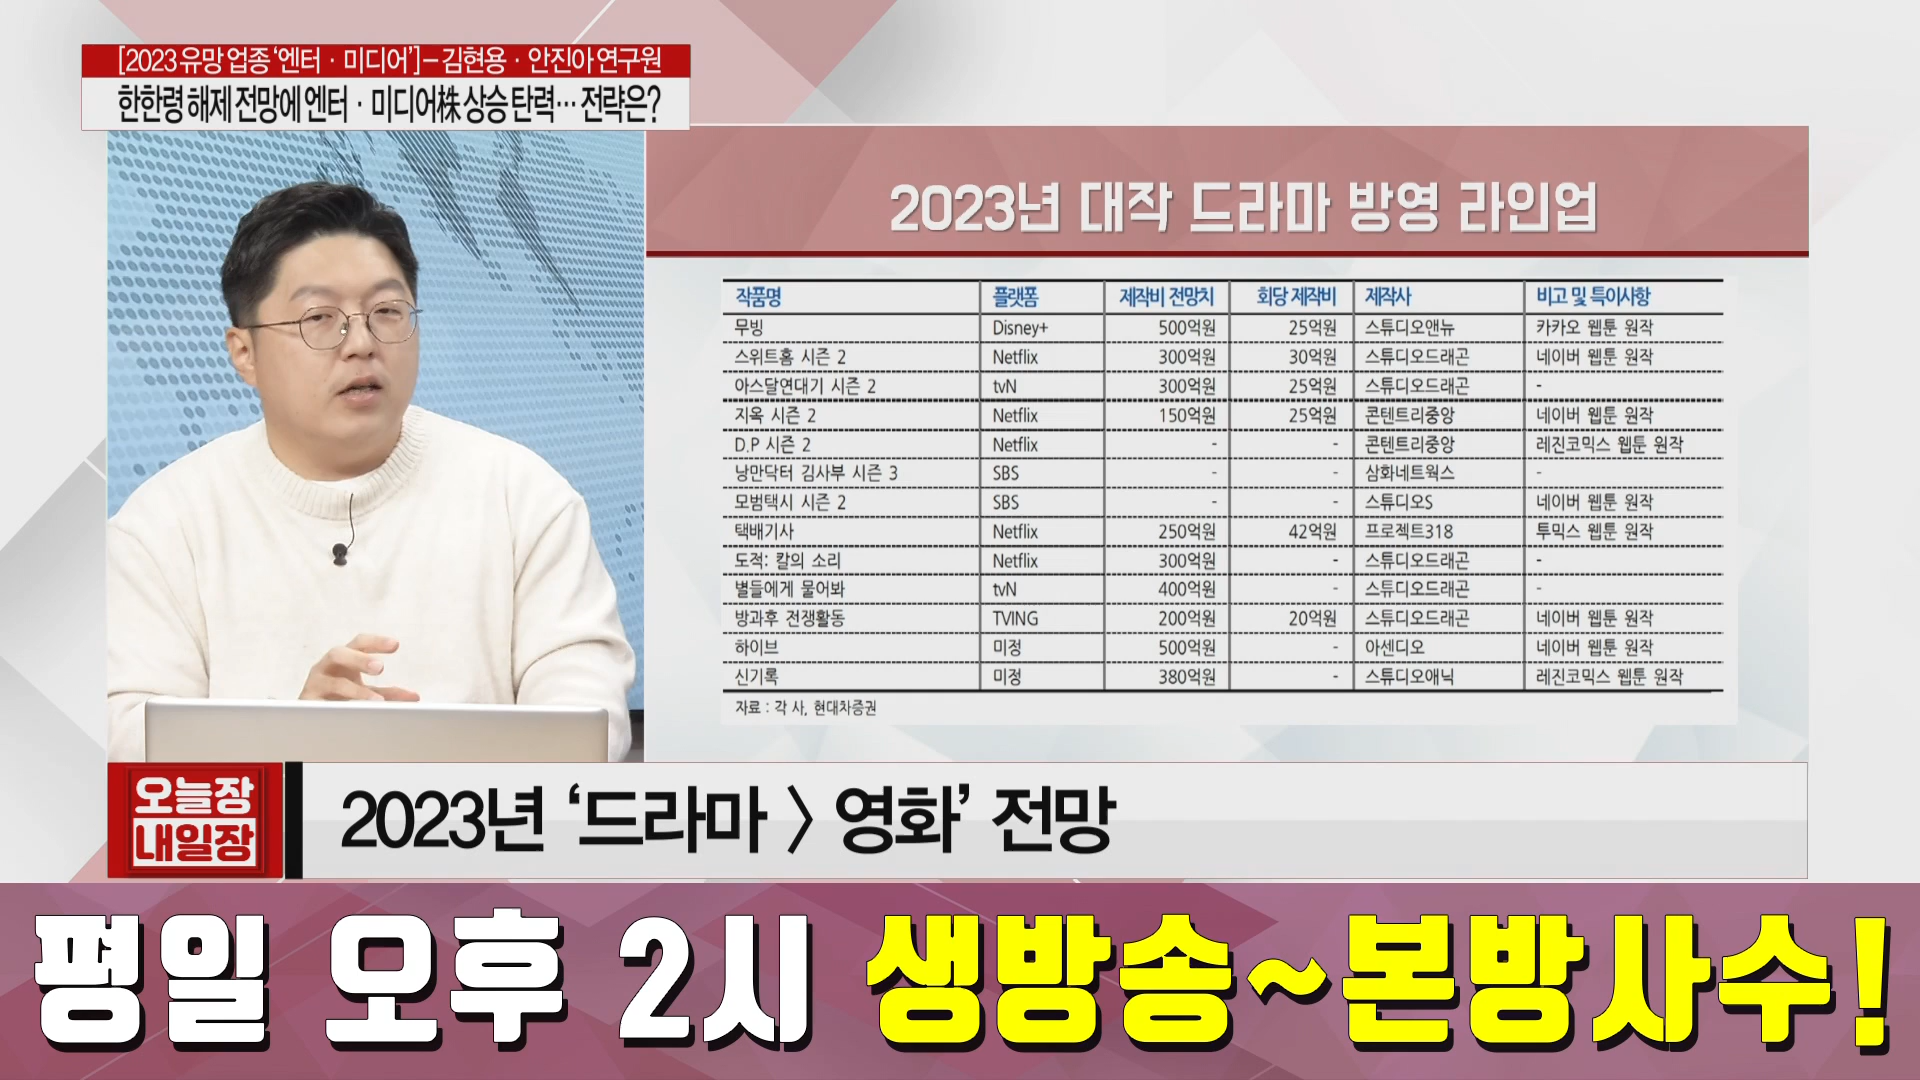 [2023 유망 업종 ‘엔터 · 미디어’] – 김현용 · 안진아 연구원
한한령 해제 전망에 엔터 · 미디어株 상승 탄력… 전략은?
2023년 대작 드라마 방영 라인업
작품명 플랫폼 제작비 전망치 회당 제작비 제작사 비고 및 특이사항
무빙 Disney+ 500억원 25억원 스튜디오앤뉴 카카오 웹툰 원작
스위트홈 시즌 2 Netflix 300억원 30억원 스튜디오드래곤 네이버 웹툰 원작
아스달연대기 시즌 2 tvN 300억원 25억원 스튜디오드래곤 -
지옥 시즌 2 Netflix 150억원 25억원 콘텐트리중앙 네이버 웹툰 원작
D.P 시즌 2 Netflix - - 콘텐트리중앙 레진코믹스 웹툰 원작
낭만닥터 김사부 시즌 3 SBS - - 삼화네트웍스 -
모범택시 시즌 2 SBS - - 스튜디오S 네이버 웹툰 원작
택배기사 Netflix 250억원 42억원 프로젝트318 투믹스 웹툰 원작
도적: 칼의 소리 Netflix 300억원 - 스튜디오드래곤 -
별들에게 물어봐 tvN 400억원 - 스튜디오드래곤 -
방과후 전쟁활동 TVING 200억원 20억원 스튜디오드래곤 네이버 웹툰 원작
하이브 미정 500억원 - 아센디오 네이버 웹툰 원작
신기록 미정 380억원 - 스튜디오애닉 레진코믹스 웹툰 원작
자료 : 각 사, 현대차증권
오늘장
내일장
2023년 ‘드라마 > 영화’ 전망
평일 오후 2시 생방송~본방사수!